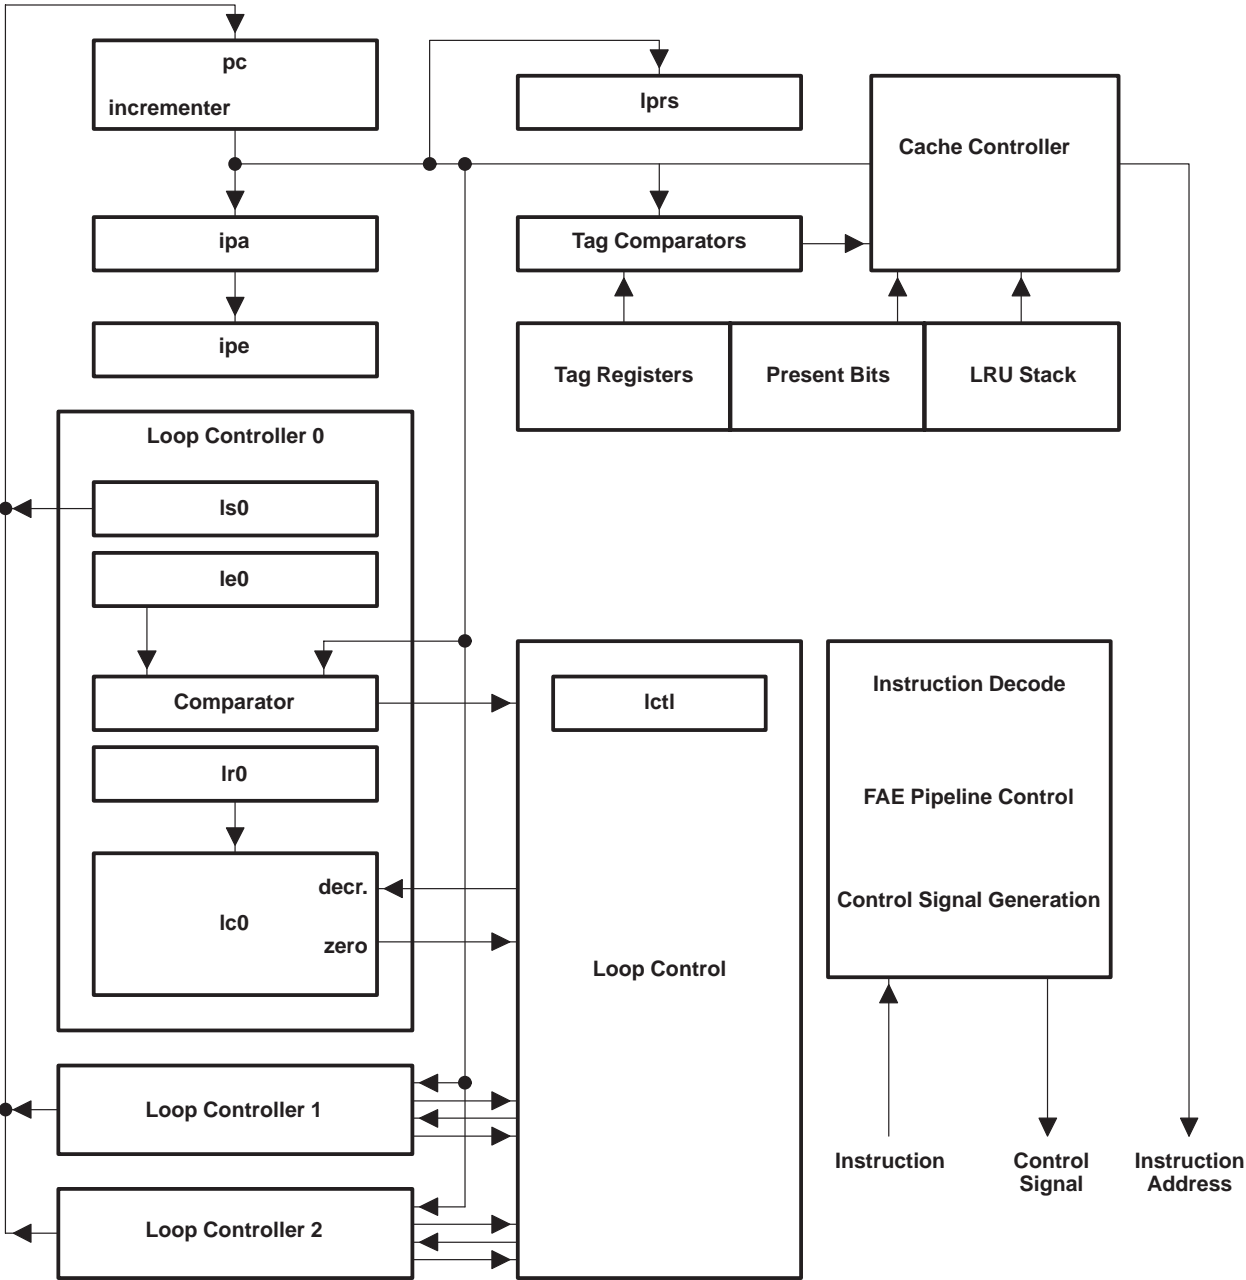 pc
incrementer
lprs
Cache Controller
ipa
Tag Comparators
ipe
Tag Registers
Present Bits
LRU Stack
Loop Controller 0
ls0
le0
Comparator
lctl
Instruction Decode
lr0
FAE Pipeline Control
decr.
lc0
zero
Control Signal Generation
Loop Control
Loop Controller 1
Instruction
Control
Signal
Instruction
Address
Loop Controller 2